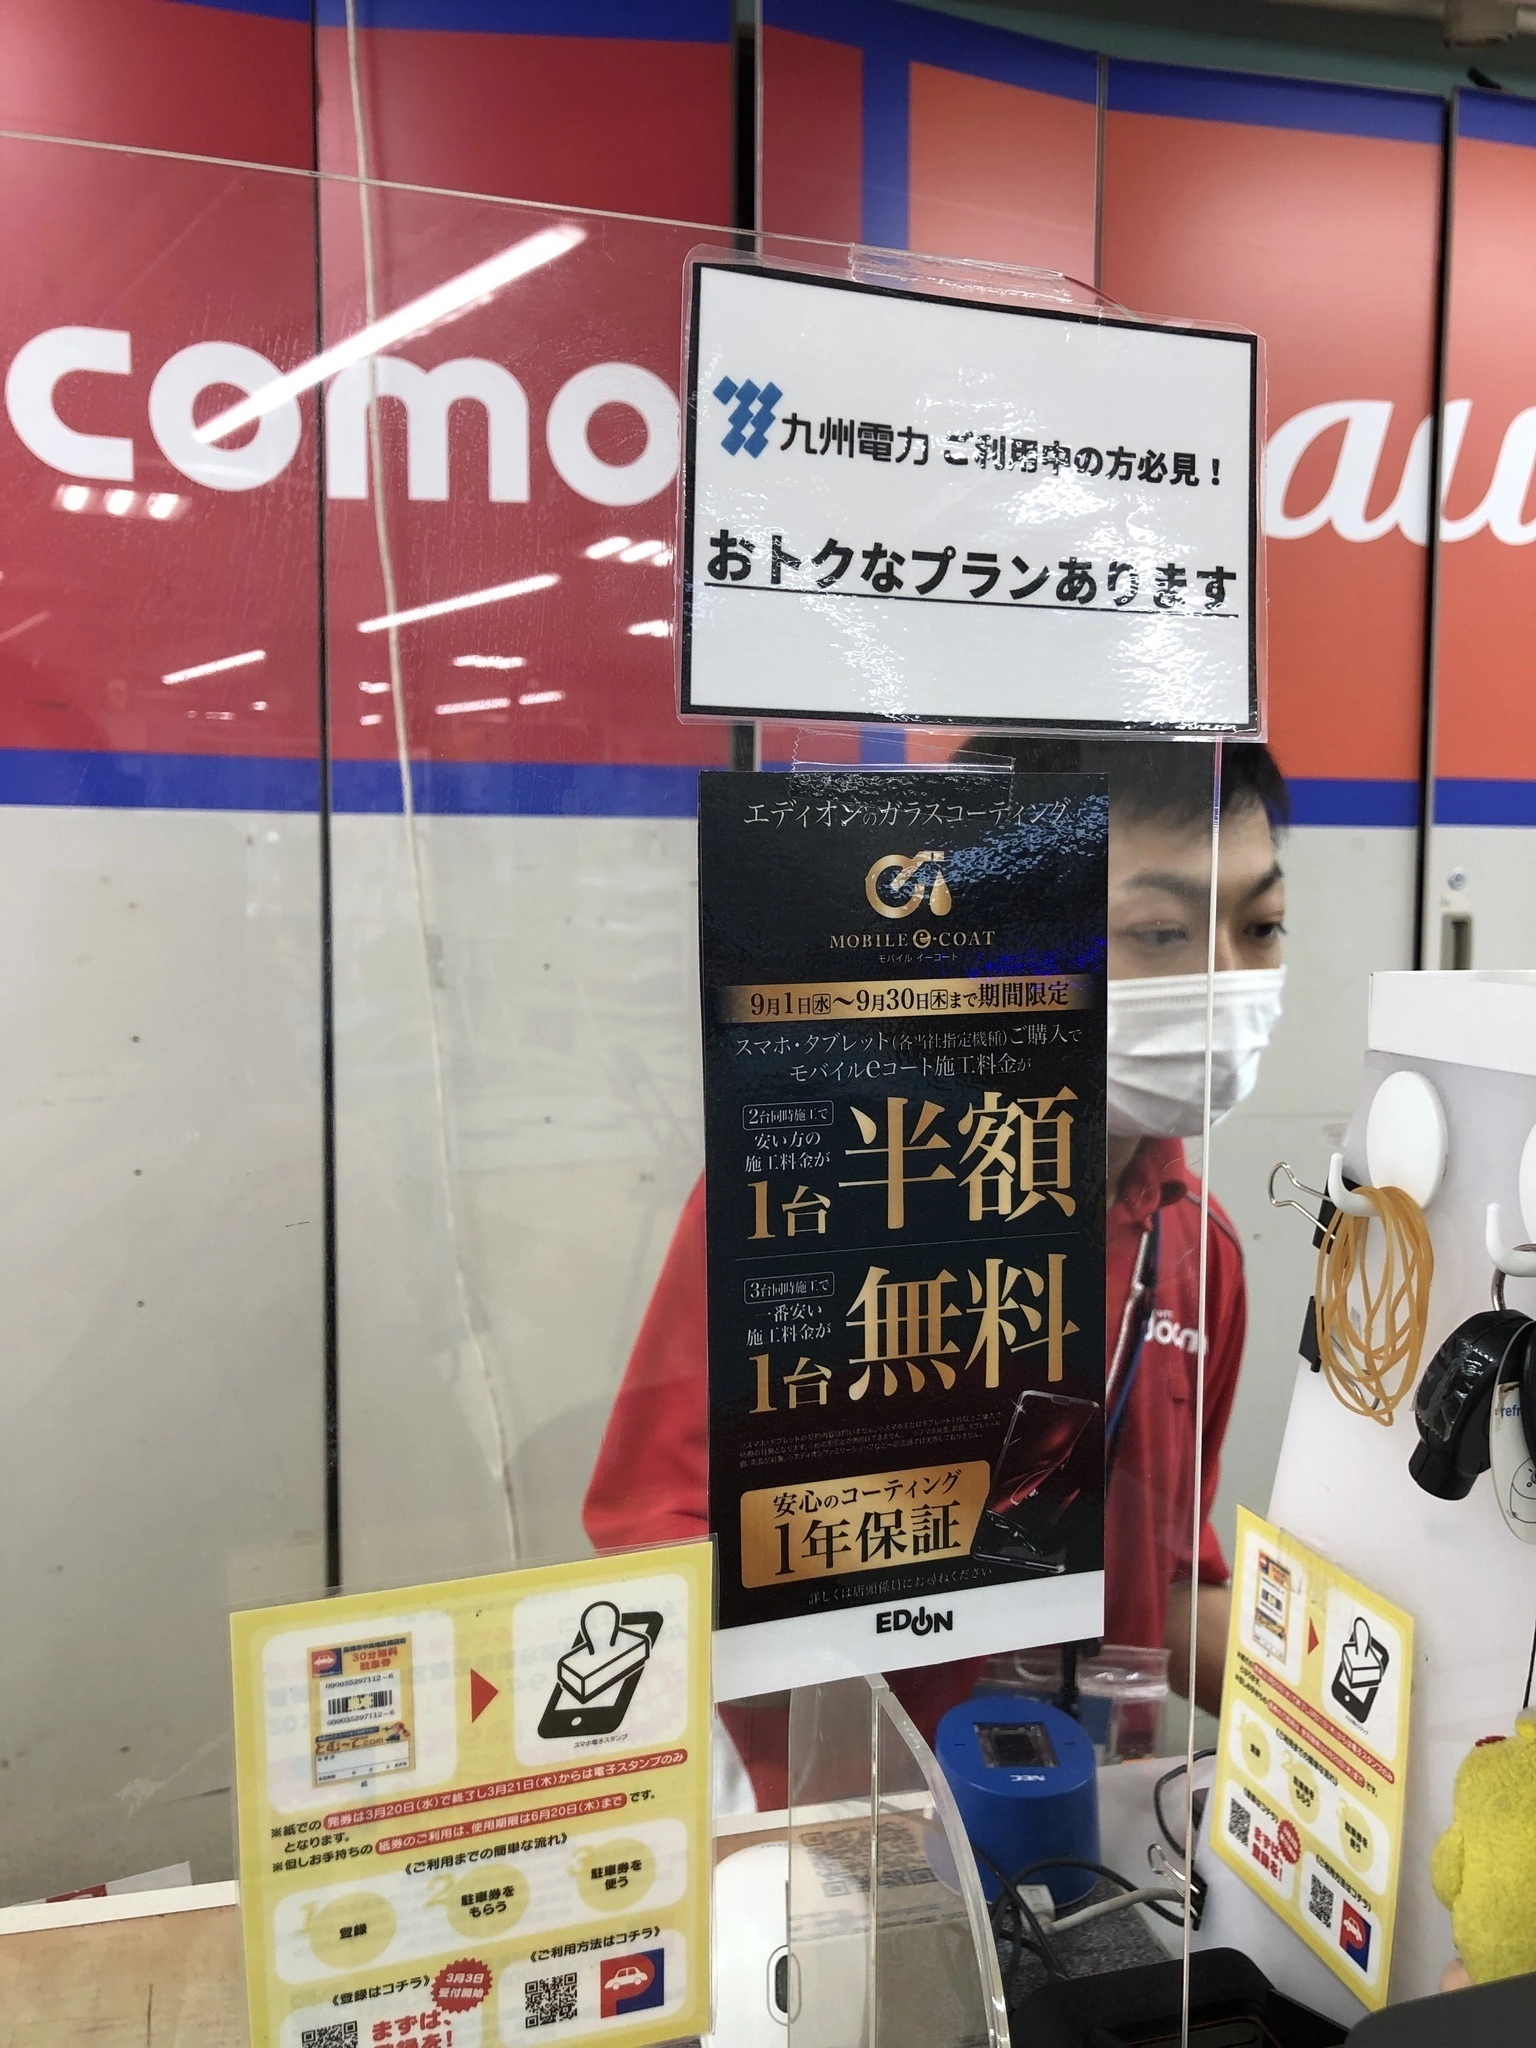 como
au
九州電力 ご利用中の方必見！
おトクなプランあります
エディオンのガラスコーティング
MOBILE e-COAT
モバイル イーコート
9月1日水～9月30日木まで期間限定
スマホ・タブレット(各当社指定機種)ご購入で
モバイルeコート施工料金が
2台同時施工で
安い方の
施工料金が
1台
半額
3台同時施工で
一番安い
施工料金が
1台
無料
安心のコーティング
1年保証
詳しくは店頭係員にお尋ねください
EDION
NEC
30分無料
駐車券
000035297112-6
000035297112-6
スマホ電子スタンプ
※紙での 発券は3月20日(水)で終了し3月21日(木)からは電子スタンプのみ
となります。
※但しお手持ちの 紙券のご利用は、使用期限は6月20日(木)まで です。
《ご利用までの簡単な流れ》
1
登録
2
駐車券を
もらう
3
駐車券を
使う
《登録はコチラ》
3月3日
受付開始
まずは、
登録を!
《ご利用方法はコチラ》
P